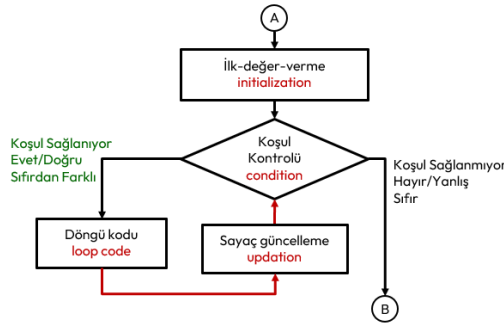 A
İlk-değer-verme
initialization
Koşul
Kontrolü
condition
Koşul Sağlanıyor
Evet/Doğru
Sıfırdan Farklı
Koşul Sağlanmıyor
Hayır/Yanlış
Sıfır
Döngü kodu
loop code
Sayaç güncelleme
updation
B